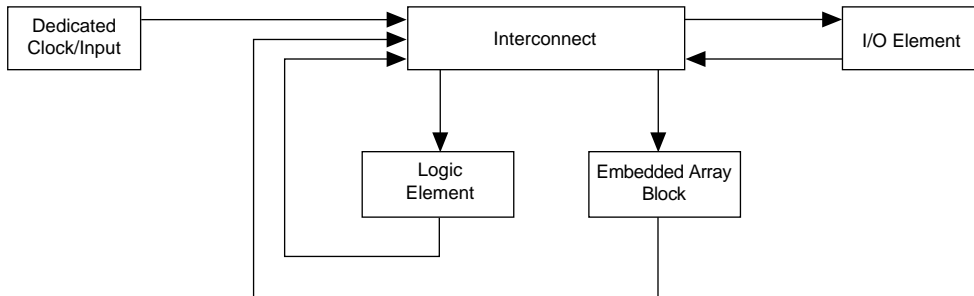 Dedicated
Clock/Input
Interconnect
I/O Element
Logic
Element
Embedded Array
Block